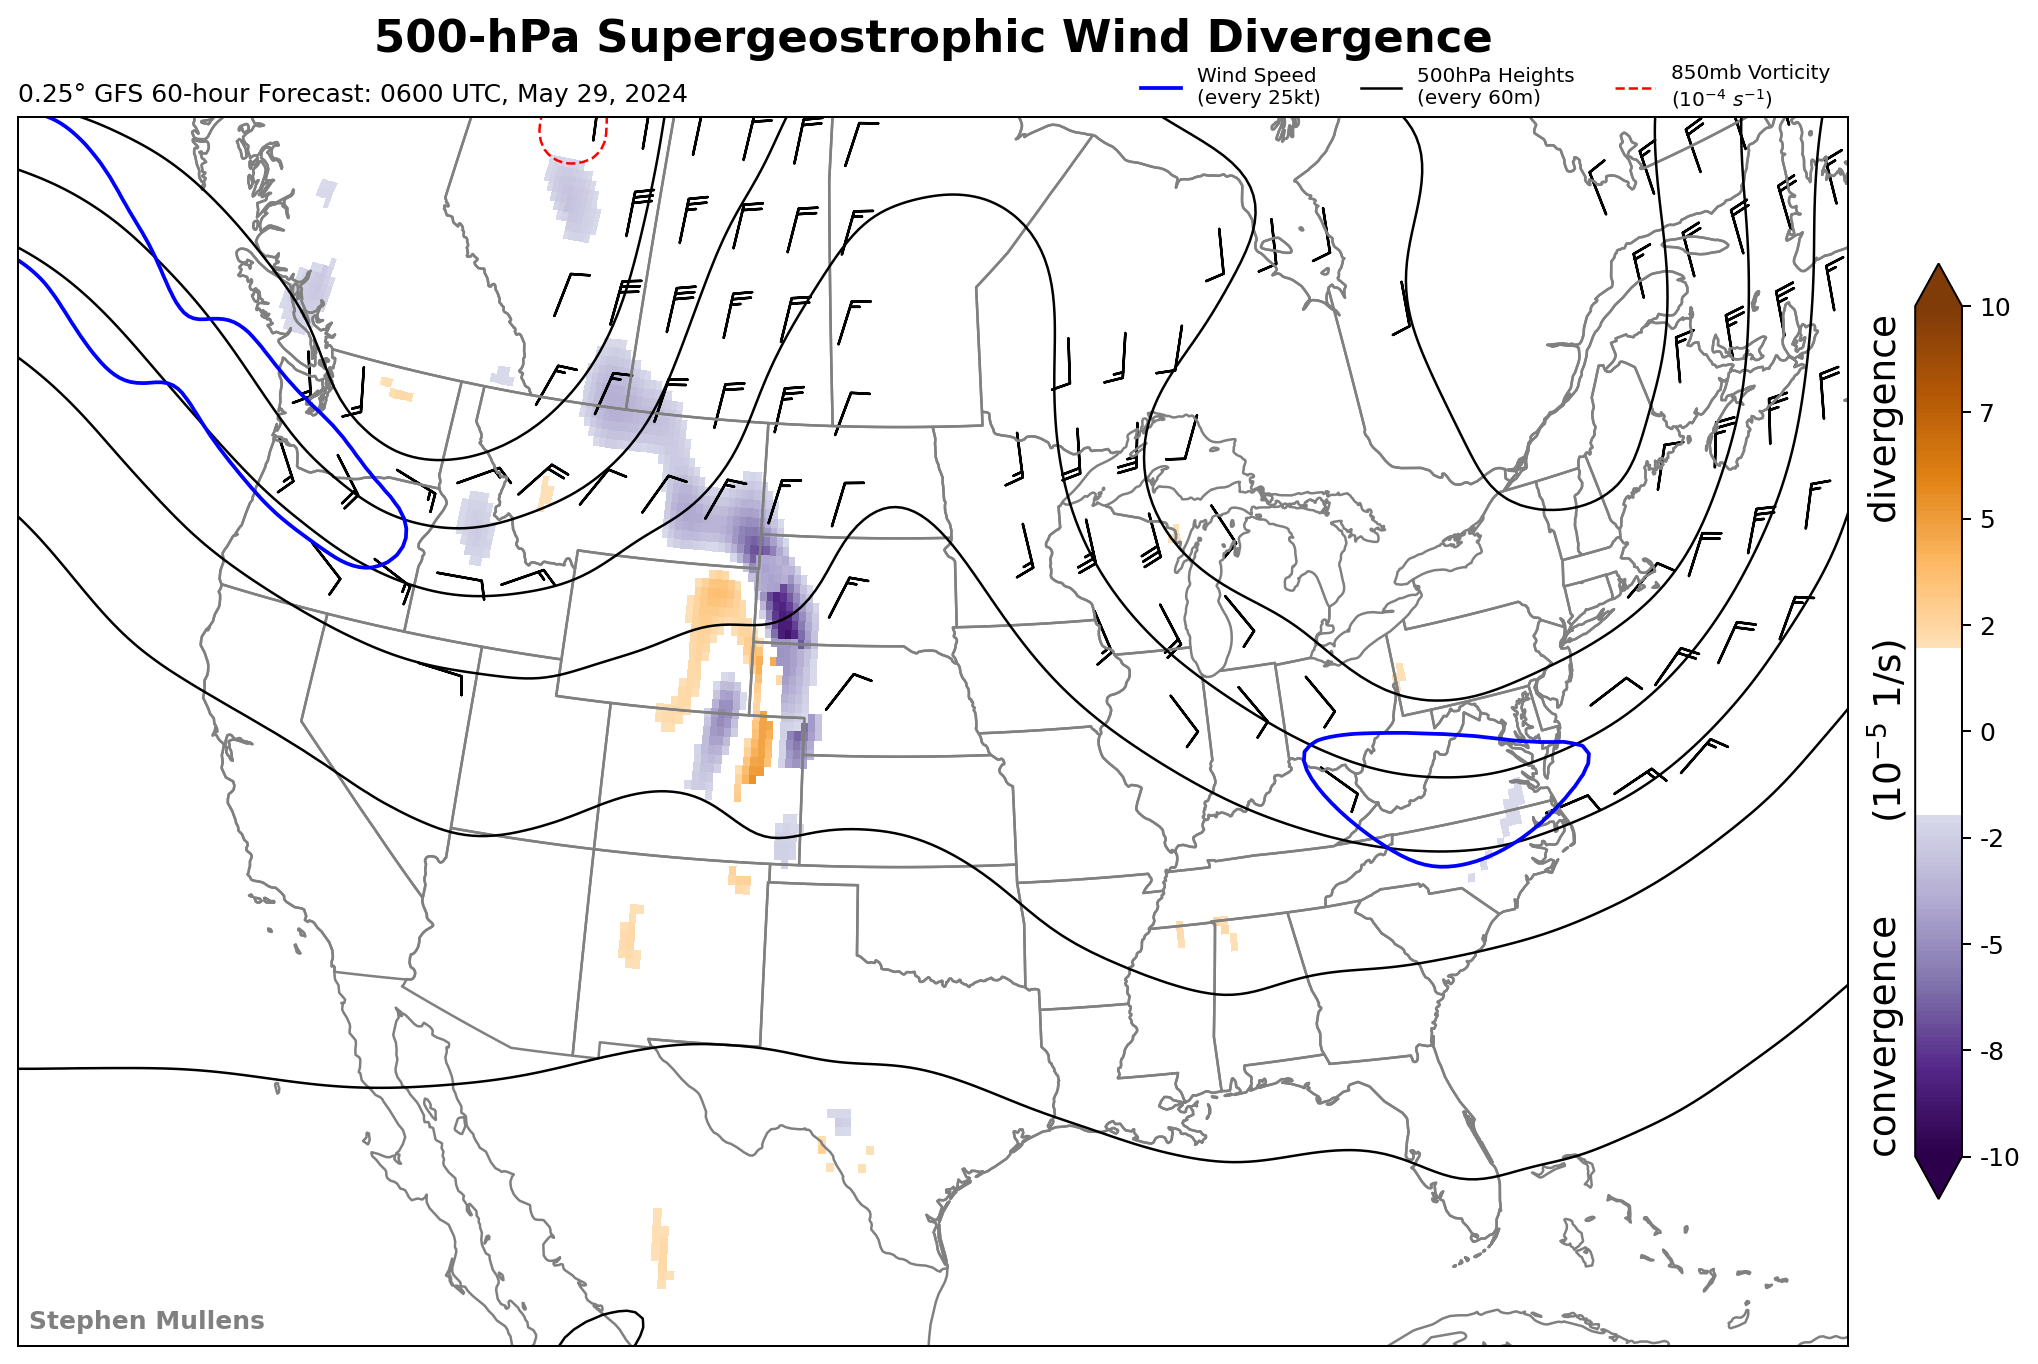 500-hPa Supergeostrophic Wind Divergence
0.25° GFS 60-hour Forecast: 0600 UTC, May 29, 2024
Wind Speed
(every 25kt)
500hPa Heights
(every 60m)
850mb Vorticity
(10⁻⁴ s⁻¹)
10
7
5
2
0
-2
-5
-8
-10
convergence (10⁻⁵ 1/s) divergence
Stephen Mullens